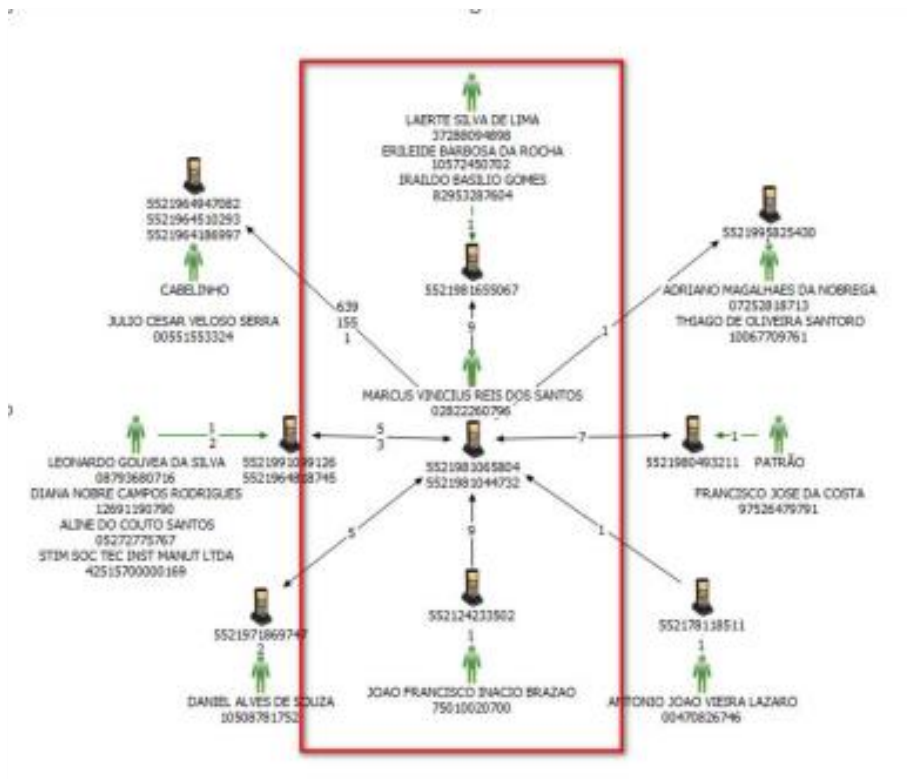 LAERTE SILVA DE LIMA
37288094898
ERILEIDE BARBOSA DA ROCHA
10572450702
IRAILDO BASILIO GOMES
82953287604
1
5521981655067
9
MARCUS VINICIUS REIS DOS SANTOS
02822260796
5521981065804
5521981044732
5521964947082
5521964510293
5521964186997
CABELINHO
JULIO CESAR VELOSO SERRA
00551553324
639
155
1
5521995825430
ADRIANO MAGALHAES DA NOBREGA
07252818713
THIAGO DE OLIVEIRA SANTORO
10067709761
1
LEONARDO GOUVEA DA SILVA
08793680716
DIANA NOBRE CAMPOS RODRIGUES
12691190790
ALINE DO COUTO SANTOS
05272775767
STIM SOC TEC INST MANUT LTDA
42515700000169
1
2
5521991099126
5521964808745
5
3
7
5521980493211
1
PATRÃO
FRANCISCO JOSE DA COSTA
97526479791
5
5521971869747
2
DANIEL ALVES DE SOUZA
10508781752
9
552124233502
1
JOAO FRANCISCO INACIO BRAZAO
75010020700
1
552178118511
1
ANTONIO JOAO VIEIRA LAZARO
00470826746